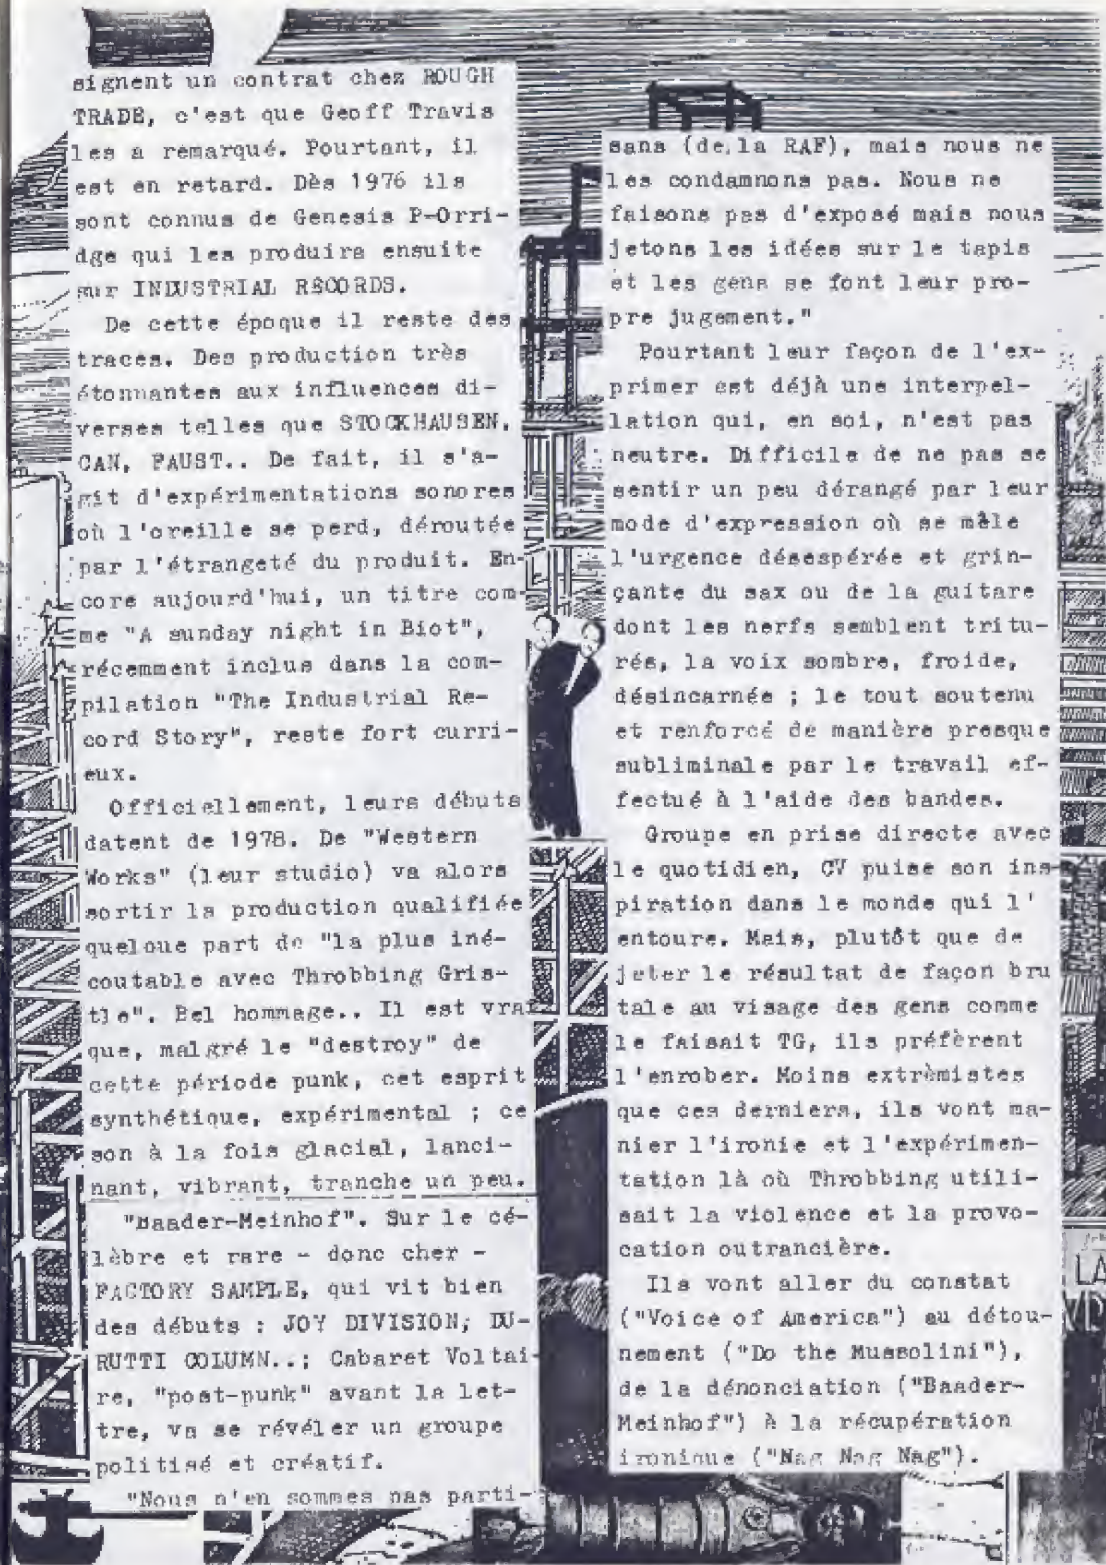 signent un contrat chez ROUGH
TRADE, c'est que Geoff Travis
les a remarqué. Pourtant, il
est en retard. Dès 1976 ils
sont connus de Genesis P-Orri-
dge qui les produira ensuite
sur INDUSTRIAL RECORDS.
De cette époque il reste des
traces. Des production très
étonnantes aux influences di-
verses telles que STOCKHAUSEN,
CAN, FAUST.. De fait, il s'a-
git d'expérimentations sonores
où l'oreille se perd, déroutée
par l'étrangeté du produit. En-
core aujourd'hui, un titre com-
me "A sunday night in Biot",
récemment inclus dans la com-
pilation "The Industrial Re-
cord Story", reste fort curri-
eux.
Officiellement, leurs débuts
datent de 1978. De "Western
Works" (leur studio) va alors
sortir la production qualifiée
quelque part de "la plus iné-
coutable avec Throbbing Gris-
tle". Bel hommage.. Il est vrai
que, malgré le "destroy" de
cette période punk, cet esprit
synthétique, expérimental ; ce
son à la fois glacial, lanci-
nant, vibrant, tranche un peu.
"Baader-Meinhof". Sur le cé-
lèbre et rare - donc cher -
FACTORY SAMPLE, qui vit bien
des débuts : JOY DIVISION, DU-
RUTTI COLUMN..; Cabaret Voltai-
re, "post-punk" avant la let-
tre, va se révéler un groupe
politisé et créatif.
"Nous n'en sommes pas parti-
sans (de la RAF), mais nous ne
les condamnons pas. Nous ne
faisons pas d'exposé mais nous
jetons les idées sur le tapis
et les gens se font leur pro-
pre jugement."
Pourtant leur façon de l'ex-
primer est déjà une interpel-
lation qui, en soi, n'est pas
neutre. Difficile de ne pas se
sentir un peu dérangé par leur
mode d'expression où se mêle
l'urgence désespérée et grin-
çante du sax ou de la guitare
dont les nerfs semblent tritu-
rés, la voix sombre, froide,
désincarnée ; le tout soutenu
et renforcé de manière presque
subliminale par le travail ef-
fectué à l'aide des bandes.
Groupe en prise directe avec
le quotidien, CV puise son ins-
piration dans le monde qui l'
entoure. Mais, plutôt que de
jeter le résultat de façon bru
tale au visage des gens comme
le faisait TG, ils préfèrent
l'enrober. Moins extrèmistes
que ces derniers, ils vont ma-
nier l'ironie et l'expérimen-
tation là où Throbbing utili-
sait la violence et la provo-
cation outrancière.
Ils vont aller du constat
("Voice of America") au détou-
nement ("Do the Mussolini"),
de la dénonciation ("Baader-
Meinhof") à la récupération
ironique ("Nag Nag Nag").
LA